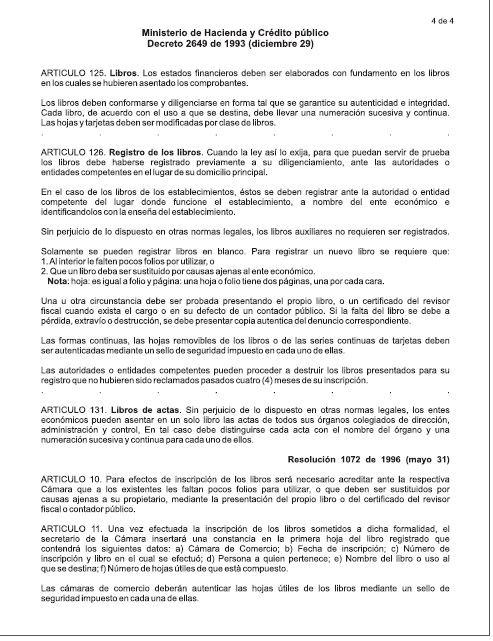 4 de 4
Ministerio de Hacienda y Crédito público
Decreto 2649 de 1993 (diciembre 29)
ARTICULO 125. Libros. Los estados financieros deben ser elaborados con fundamento en los libros
en los cuales se hubieren asentado los comprobantes.
Los libros deben conformarse y diligenciarse en forma tal que se garantice su autenticidad e integridad.
Cada libro, de acuerdo con el uso a que se destina, debe llevar una numeración sucesiva y continua.
Las hojas y tarjetas deben ser modificadas por clase de libros.
. . . . . . . .
ARTICULO 126. Registro de los libros. Cuando la ley así lo exija, para que puedan servir de prueba
los libros debe haberse registrado previamente a su diligenciamiento, ante las autoridades o
entidades competentes en el lugar de su domicilio principal.
En el caso de los libros de los establecimientos, éstos se deben registrar ante la autoridad o entidad
competente del lugar donde funcione el establecimiento, a nombre del ente económico e
identificandolos con la enseña del establecimiento.
Sin perjuicio de lo dispuesto en otras normas legales, los libros auxiliares no requieren ser registrados.
Solamente se pueden registrar libros en blanco. Para registrar un nuevo libro se requiere que:
1. Al interior le falten pocos folios por utilizar, o
2. Que un libro deba ser sustituido por causas ajenas al ente económico.
Nota: hoja: es igual a folio y página: una hoja o folio tiene dos páginas, una por cada cara.
Una u otra circunstancia debe ser probada presentando el propio libro, o un certificado del revisor
fiscal cuando exista el cargo o en su defecto de un contador público. Si la falta del libro se debe a
pérdida, extravío o destrucción, se debe presentar copia autentica del denuncio correspondiente.
Las formas continuas, las hojas removibles de los libros o de las series continuas de tarjetas deben
ser autenticadas mediante un sello de seguridad impuesto en cada uno de ellas.
Las autoridades o entidades competentes pueden proceder a destruir los libros presentados para su
registro que no hubieren sido reclamados pasados cuatro (4) meses de su inscripción.
. . . . . . . .
ARTICULO 131. Libros de actas. Sin perjuicio de lo dispuesto en otras normas legales, los entes
económicos pueden asentar en un solo libro las actas de todos sus órganos colegiados de dirección,
administración y control, En tal caso debe distinguirse cada acta con el nombre del órgano y una
numeración sucesiva y continua para cada uno de ellos.
Resolución 1072 de 1996 (mayo 31)
ARTICULO 10. Para efectos de inscripción de los libros será necesario acreditar ante la respectiva
Cámara que a los existentes les faltan pocos folios para utilizar, o que deben ser sustituidos por
causas ajenas a su propietario, mediante la presentación del propio libro o del certificado del revisor
fiscal o contador público.
ARTICULO 11. Una vez efectuada la inscripción de los libros sometidos a dicha formalidad, el
secretario de la Cámara insertará una constancia en la primera hoja del libro registrado que
contendrá los siguientes datos: a) Cámara de Comercio; b) Fecha de inscripción; c) Número de
inscripción y libro en el cual se efectuó; d) Persona a quien pertenece; e) Nombre del libro o uso al
que se destina; f) Número de hojas útiles de que está compuesto.
Las cámaras de comercio deberán autenticar las hojas útiles de los libros mediante un sello de
seguridad impuesto en cada una de ellas.